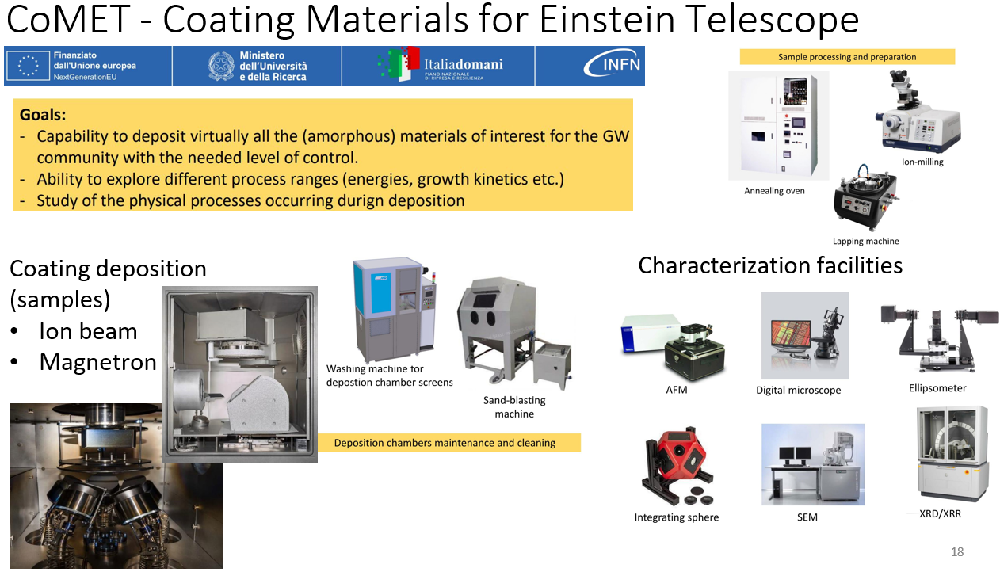 CoMET - Coating Materials for Einstein Telescope
Finanziato
dall'Unione europea
NextGenerationEU
Ministero
dell'Università
e della Ricerca
Italiadomani
PIANO NAZIONALE
DI RIPRESA E RESILIENZA
INFN
Sample processing and preparation
Goals:
- Capability to deposit virtually all the (amorphous) materials of interest for the GW
community with the needed level of control.
- Ability to explore different process ranges (energies, growth kinetics etc.)
- Study of the physical processes occurring durign deposition
Annealing oven
Ion-milling
Lapping machine
Coating deposition
(samples)
• Ion beam
• Magnetron
Washing machine for
depostion chamber screens
Sand-blasting
machine
Deposition chambers maintenance and cleaning
Characterization facilities
AFM
Digital microscope
Ellipsometer
Integrating sphere
SEM
XRD/XRR
18